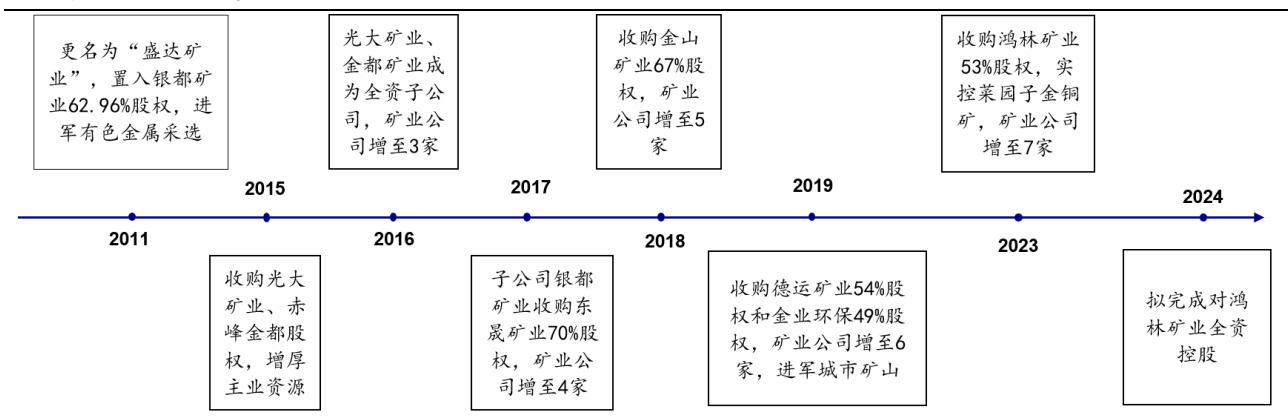 更名为“盛达矿
业”，置入银都矿
业62.96%股权，进
军有色金属采选
光大矿业、
金都矿业成
为全资子公
司，矿业公
司增至3家
收购金山
矿业67%股
权，矿业
公司增至5
家
收购鸿林矿业
53%股权，实
控菜园子金铜
矿，矿业公司
增至7家
2015
2017
2019
2024
2011
2016
2018
2023
收购光大
矿业、赤
峰金都股
权，增厚
主业资源
子公司银都
矿业收购东
晟矿业70%股
权，矿业公
司增至4家
收购德运矿业54%股
权和金业环保49%股
权，矿业公司增至6
家，进军城市矿山
拟完成对鸿
林矿业全资
控股